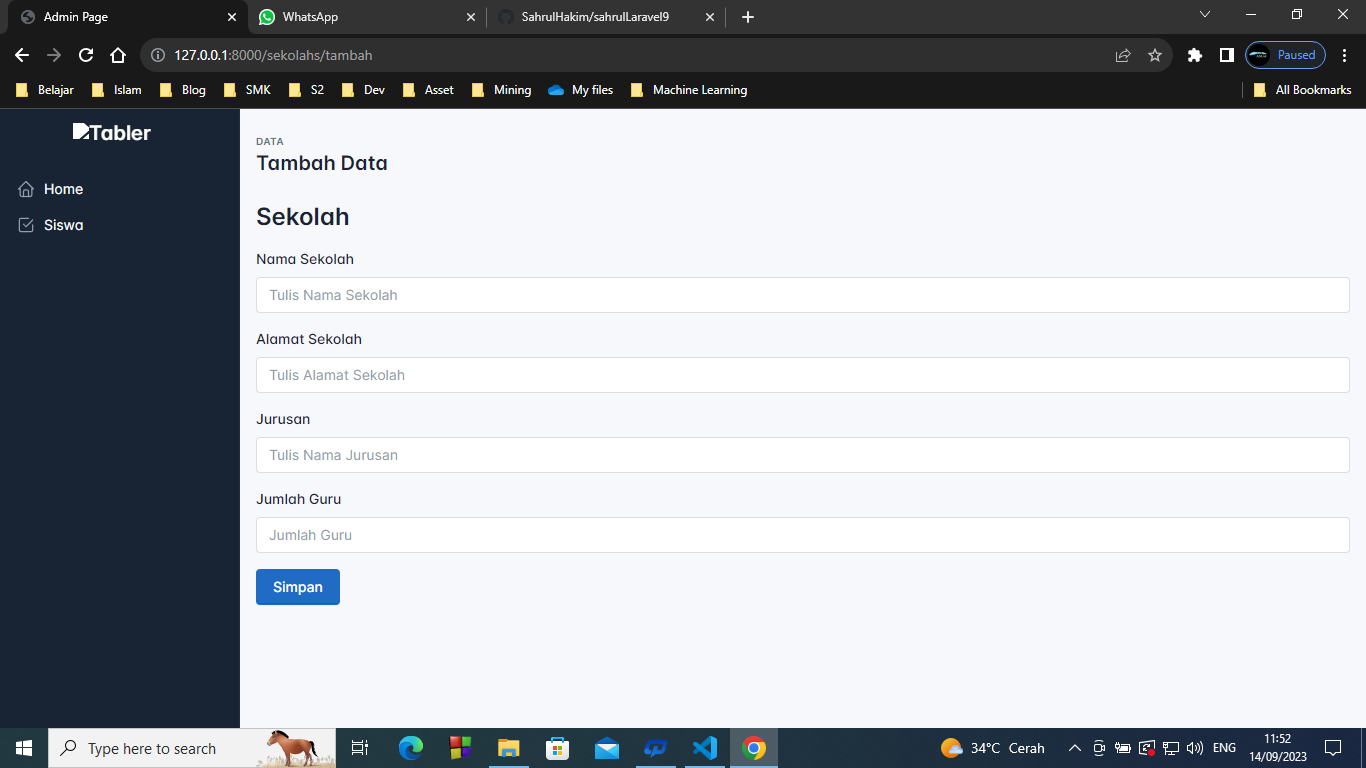 Admin Page
WhatsApp
SahrulHakim/sahrulLaravel9
127.0.0.1:8000/sekolahs/tambah
Paused
Belajar
Islam
Blog
SMK
S2
Dev
Asset
Mining
My files
Machine Learning
All Bookmarks
Tabler
Home
Siswa
DATA
Tambah Data
Sekolah
Nama Sekolah
Tulis Nama Sekolah
Alamat Sekolah
Tulis Alamat Sekolah
Jurusan
Tulis Nama Jurusan
Jumlah Guru
Jumlah Guru
Simpan
Type here to search
34°C Cerah
ENG
11:52
14/09/2023